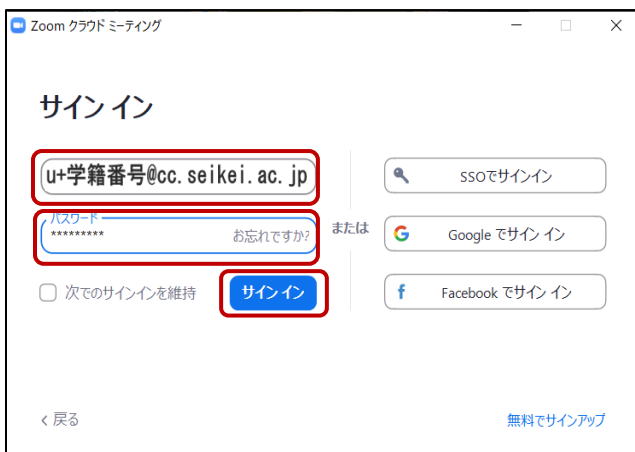 Zoom クラウド ミーティング
サイン イン
u+学籍番号@cc.seikei.ac.jp
パスワード
********* お忘れですか?
次でのサインインを維持
サイン イン
または
SSOでサインイン
Google でサイン イン
Facebook でサイン イン
戻る
無料でサインアップ